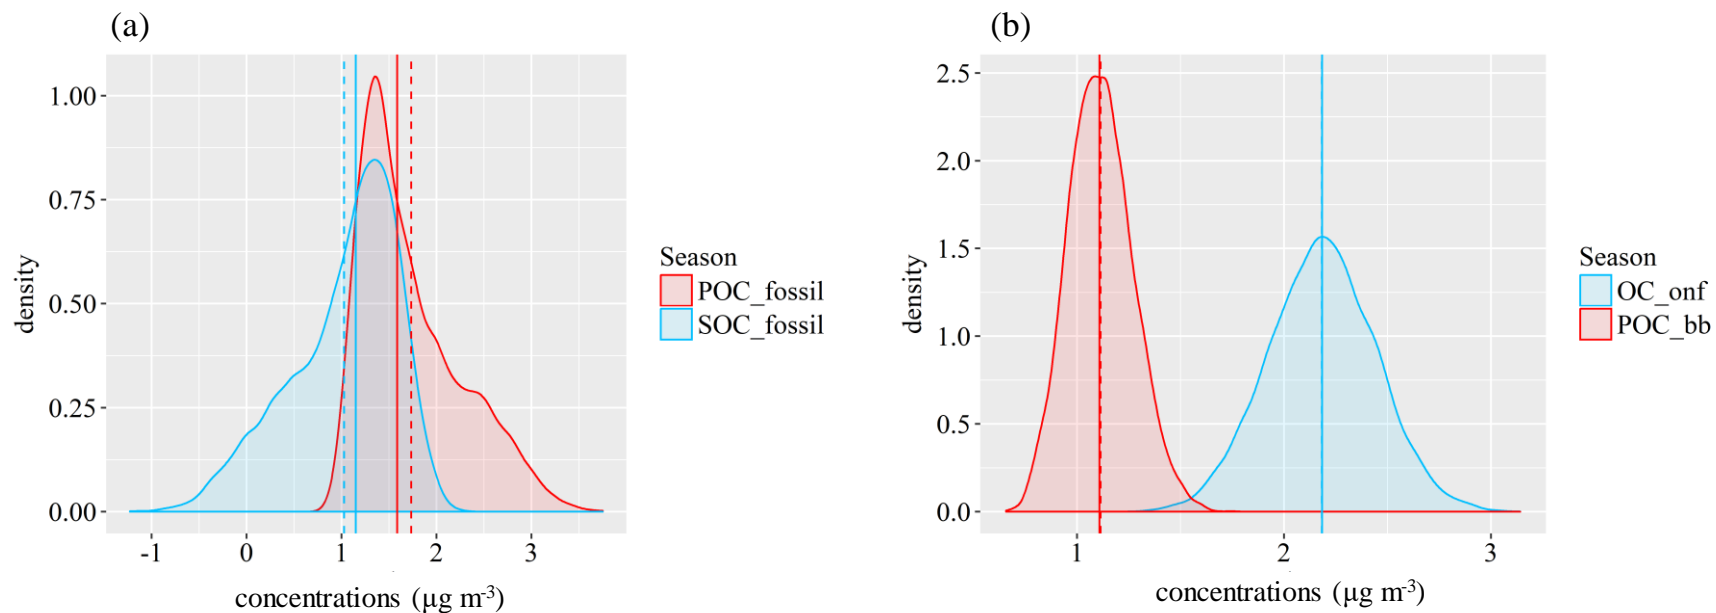 (a)
1.00
0.75
0.50
0.25
0.00
density
-1 0 1 2 3
concentrations (µg m-3)
Season
POC_fossil
SOC_fossil
(b)
2.5
2.0
1.5
1.0
0.5
0.0
density
1 2 3
concentrations (µg m-3)
Season
OC_onf
POC_bb